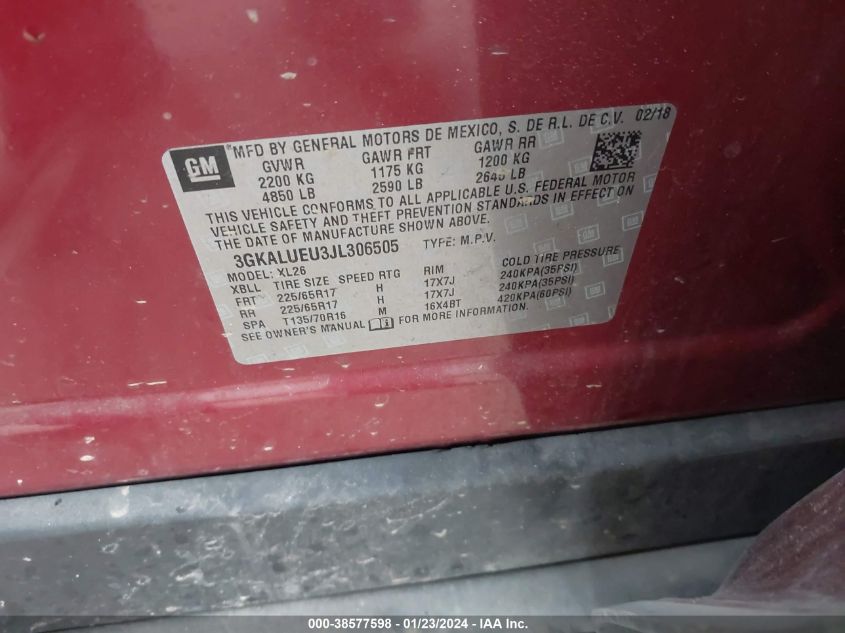 GM
MFD BY GENERAL MOTORS DE MEXICO, S. DE R.L. DE C.V. 02/18
GVWR GAWR FRT GAWR RR
2200 KG 1175 KG 1200 KG
4850 LB 2590 LB 2645 LB
THIS VEHICLE CONFORMS TO ALL APPLICABLE U.S. FEDERAL MOTOR
VEHICLE SAFETY AND THEFT PREVENTION STANDARDS IN EFFECT ON
THE DATE OF MANUFACTURE SHOWN ABOVE.
3GKALUEU3JL306505 TYPE: M.P.V.
MODEL: XL26
XBLL TIRE SIZE SPEED RTG RIM COLD TIRE PRESSURE
FRT 225/65R17 H 17X7J 240KPA(35PSI)
RR 225/65R17 H 17X7J 240KPA(35PSI)
SPA T135/70R16 M 16X4BT 420KPA(60PSI)
SEE OWNER'S MANUAL FOR MORE INFORMATION.
000-38577598 - 01/23/2024 - IAA Inc.